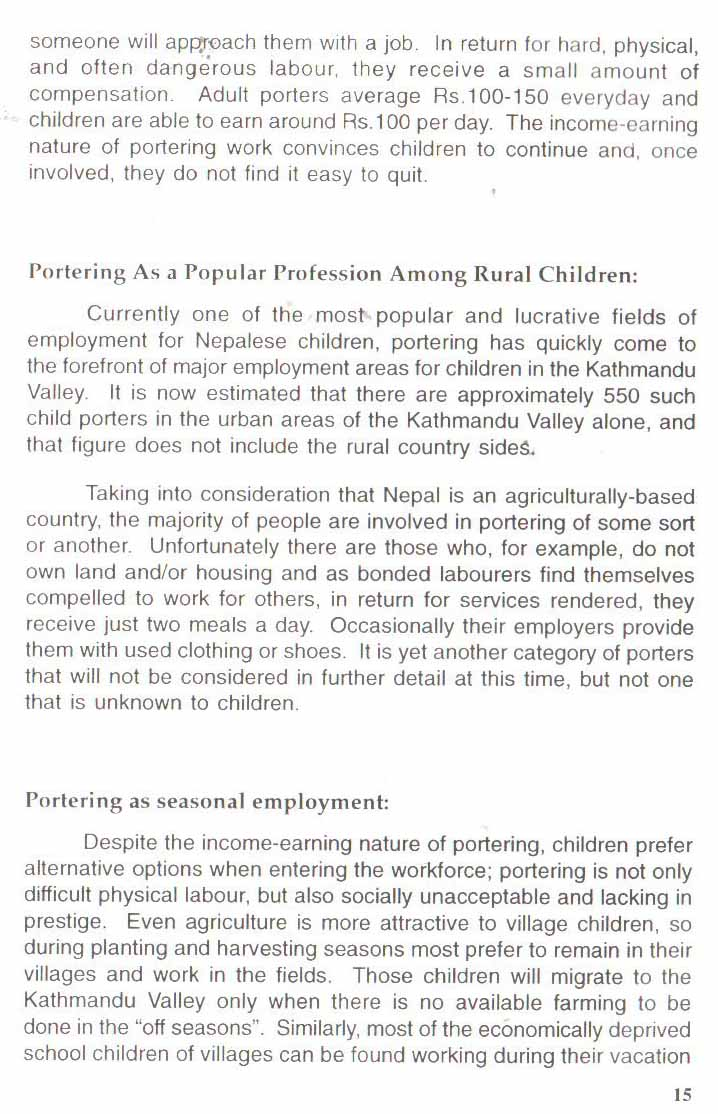 someone will approach them with a job. In return for hard, physical,
and often dangerous labour, they receive a small amount of
compensation. Adult porters average Rs.100-150 everyday and
children are able to earn around Rs.100 per day. The income-earning
nature of portering work convinces children to continue and, once
involved, they do not find it easy to quit.
Portering As a Popular Profession Among Rural Children:
Currently one of the most popular and lucrative fields of
employment for Nepalese children, portering has quickly come to
the forefront of major employment areas for children in the Kathmandu
Valley. It is now estimated that there are approximately 550 such
child porters in the urban areas of the Kathmandu Valley alone, and
that figure does not include the rural country sides.
Taking into consideration that Nepal is an agriculturally-based
country, the majority of people are involved in portering of some sort
or another. Unfortunately there are those who, for example, do not
own land and/or housing and as bonded labourers find themselves
compelled to work for others, in return for services rendered, they
receive just two meals a day. Occasionally their employers provide
them with used clothing or shoes. It is yet another category of porters
that will not be considered in further detail at this time, but not one
that is unknown to children.
Portering as seasonal employment:
Despite the income-earning nature of portering, children prefer
alternative options when entering the workforce; portering is not only
difficult physical labour, but also socially unacceptable and lacking in
prestige. Even agriculture is more attractive to village children, so
during planting and harvesting seasons most prefer to remain in their
villages and work in the fields. Those children will migrate to the
Kathmandu Valley only when there is no available farming to be
done in the "off seasons". Similarly, most of the economically deprived
school children of villages can be found working during their vacation
15